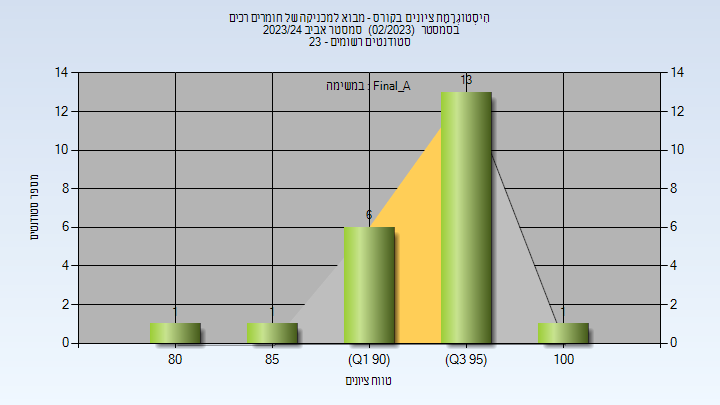 היסטוגרמת ציונים בקורס - מבוא למכניקה של חומרים רכים
בסמסטר (02/2023) סמסטר אביב 2023/24
סטודנטים רשומים - 23
במשימה : Final_A
14 14
12 12
10 10
8 8
6 6
4 4
2 2
0 0
1 1 6 13 1
80 85 (Q1 90) (Q3 95) 100
מספר סטודנטים
טווח ציונים